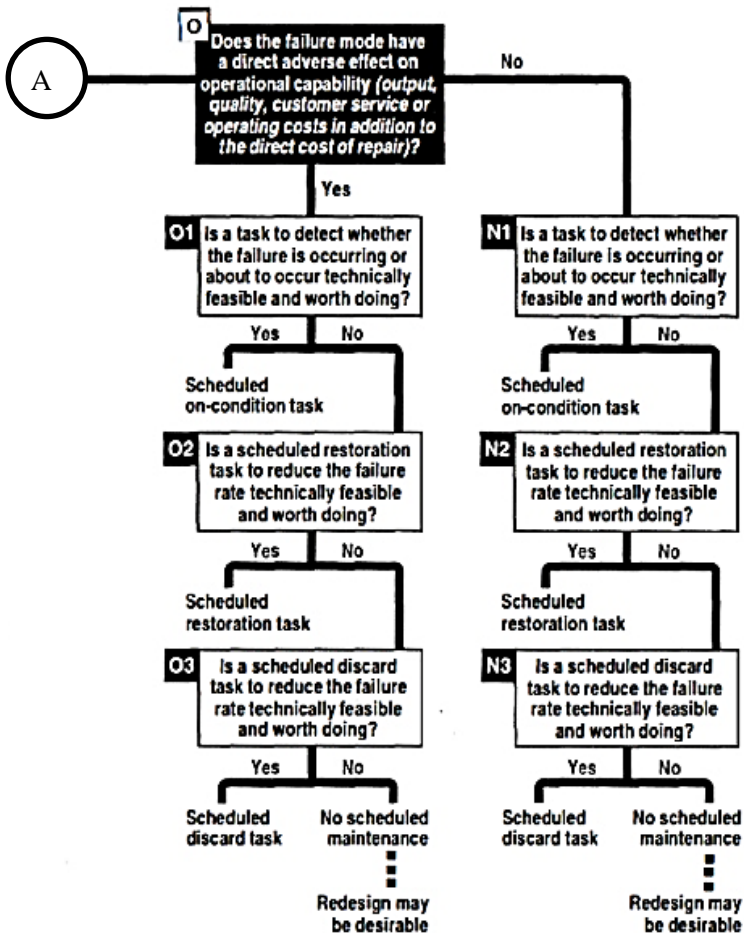 A
O
Does the failure mode have
a direct adverse effect on
operational capability (output,
quality, customer service or
operating costs in addition to
the direct cost of repair)?
No
Yes
O1
Is a task to detect whether
the failure is occurring or
about to occur technically
feasible and worth doing?
Yes
No
Scheduled
on-condition task
O2
Is a scheduled restoration
task to reduce the failure
rate technically feasible
and worth doing?
Yes
No
Scheduled
restoration task
O3
Is a scheduled discard
task to reduce the failure
rate technically feasible
and worth doing?
Yes
No
Scheduled
discard task
No scheduled
maintenance
Redesign may
be desirable
N1
Is a task to detect whether
the failure is occurring or
about to occur technically
feasible and worth doing?
Yes
No
Scheduled
on-condition task
N2
Is a scheduled restoration
task to reduce the failure
rate technically feasible
and worth doing?
Yes
No
Scheduled
restoration task
N3
Is a scheduled discard
task to reduce the failure
rate technically feasible
and worth doing?
Yes
No
Scheduled
discard task
No scheduled
maintenance
Redesign may
be desirable